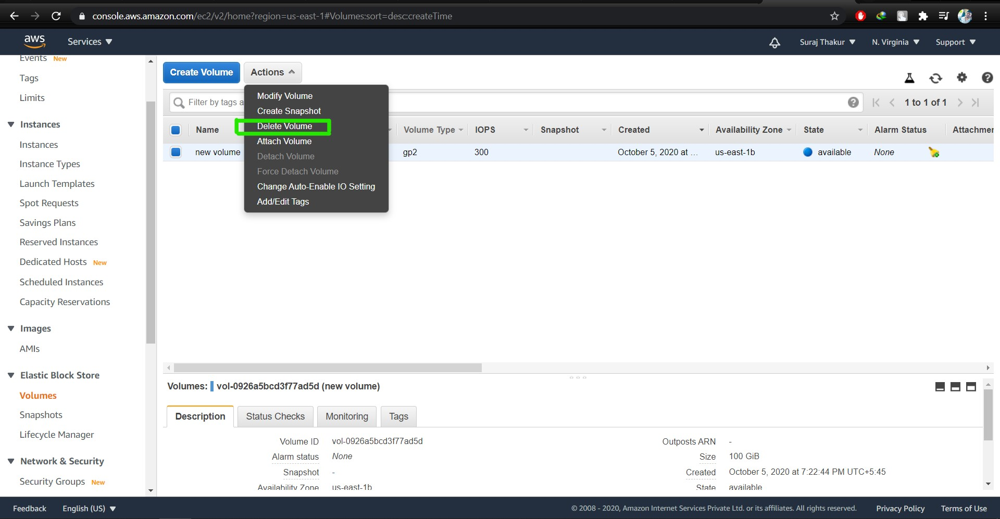 console.aws.amazon.com/ec2/v2/home?region=us-east-1#Volumes:sort=desc:createTime
aws Services Suraj Thakur N. Virginia Support
Events New
Tags
Limits
Instances
Instances
Instance Types
Launch Templates
Spot Requests
Savings Plans
Reserved Instances
Dedicated Hosts New
Scheduled Instances
Capacity Reservations
Images
AMIs
Elastic Block Store
Volumes
Snapshots
Lifecycle Manager
Network & Security
Security Groups New
Create Volume Actions
Modify Volume
Create Snapshot
Delete Volume
Attach Volume
Detach Volume
Force Detach Volume
Change Auto-Enable IO Setting
Add/Edit Tags
Filter by tags a 1 to 1 of 1
Name Volume Type IOPS Snapshot Created Availability Zone State Alarm Status Attachmen
new volume gp2 300 October 5, 2020 at ... us-east-1b available None
Volumes: vol-0926a5bcd3f77ad5d (new volume)
Description Status Checks Monitoring Tags
Volume ID vol-0926a5bcd3f77ad5d Outposts ARN -
Alarm status None Size 100 GiB
Snapshot - Created October 5, 2020 at 7:22:44 PM UTC+5:45
Availability Zone us-east-1b State available
Feedback English (US) © 2008 - 2020, Amazon Internet Services Private Ltd. or its affiliates. All rights reserved. Privacy Policy Terms of Use